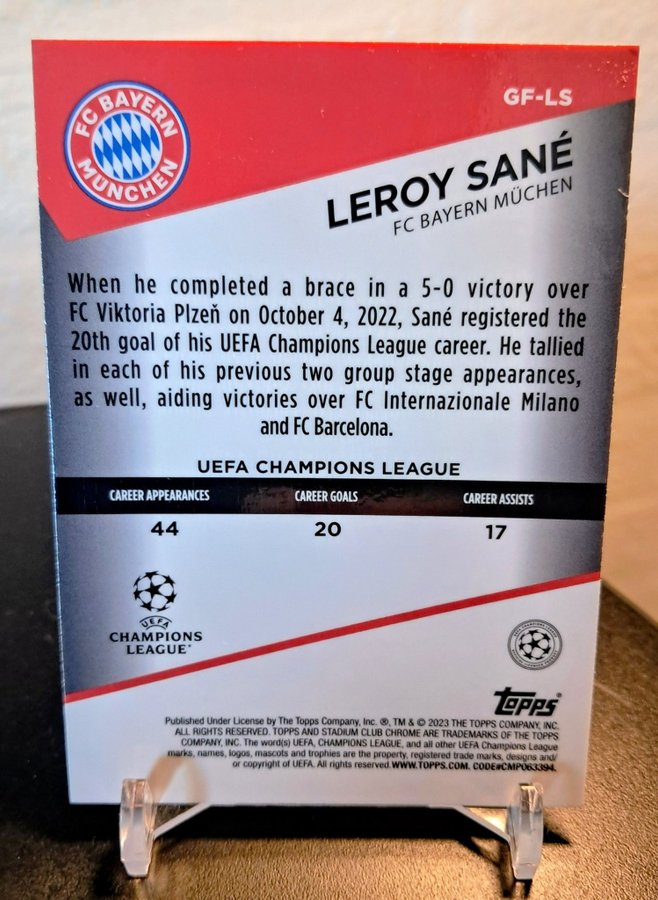 FC BAYERN
MÜNCHEN
GF-LS
LEROY SANÉ
FC BAYERN MÜCHEN
When he completed a brace in a 5-0 victory over
FC Viktoria Plzeň on October 4, 2022, Sané registered the
20th goal of his UEFA Champions League career. He tallied
in each of his previous two group stage appearances,
as well, aiding victories over FC Internazionale Milano
and FC Barcelona.
UEFA CHAMPIONS LEAGUE
CAREER APPEARANCES CAREER GOALS CAREER ASSISTS
44 20 17
UEFA
CHAMPIONS
LEAGUE®
Topps®
Published Under License by The Topps Company, Inc. ®, TM & © 2023 THE TOPPS COMPANY, INC.
ALL RIGHTS RESERVED. TOPPS AND STADIUM CLUB CHROME ARE TRADEMARKS OF THE TOPPS
COMPANY, INC. The word(s) UEFA, CHAMPIONS LEAGUE, and all other UEFA Champions League
marks, names, logos, mascots and trophies are the property, registered trade marks, designs and/
or copyright of UEFA. All rights reserved. WWW.TOPPS.COM. CODE#CMP063394.